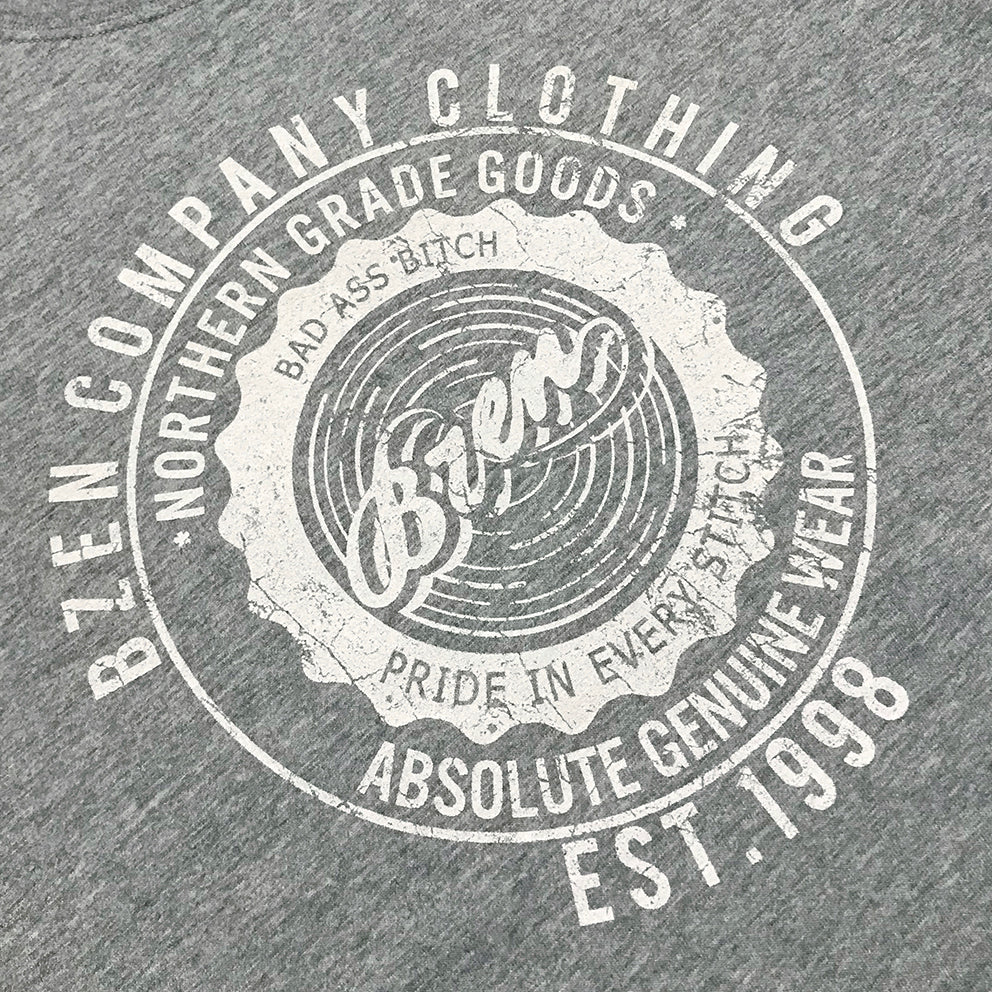 BZEN COMPANY CLOTHING
NORTHERN GRADE GOODS
BAD ASS BITCH
Bzen
PRIDE IN EVERY STITCH
ABSOLUTE GENUINE WEAR
EST. 1998